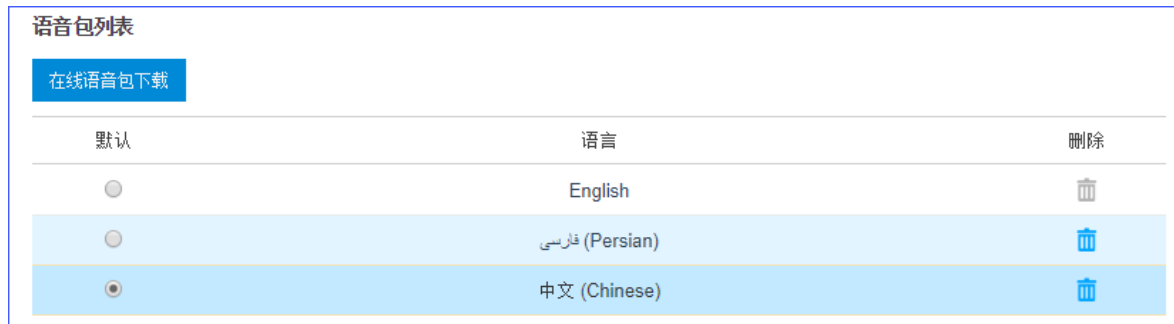 语音包列表
在线语音包下载
默认 语言 删除
English
فارسی (Persian)
中文 (Chinese)